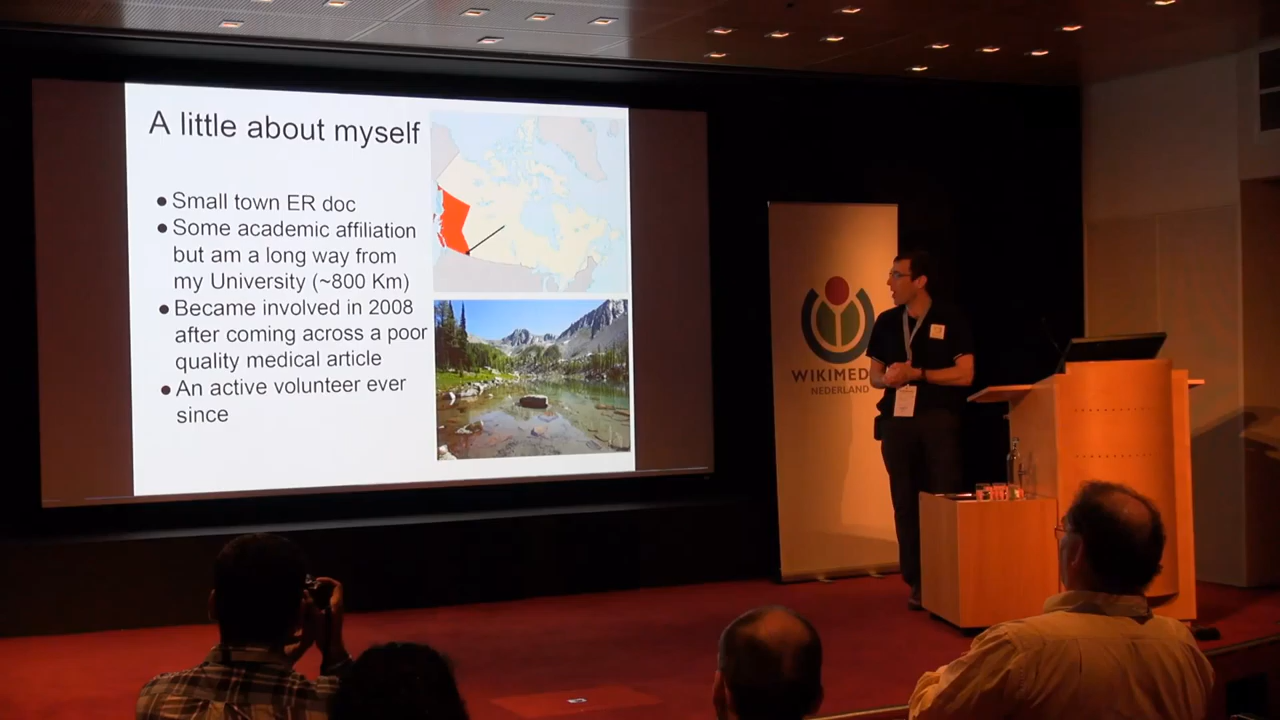 A little about myself
● Small town ER doc
● Some academic affiliation
but am a long way from
my University (~800 Km)
● Became involved in 2008
after coming across a poor
quality medical article
● An active volunteer ever
since
WIKIMED
NEDERLAND